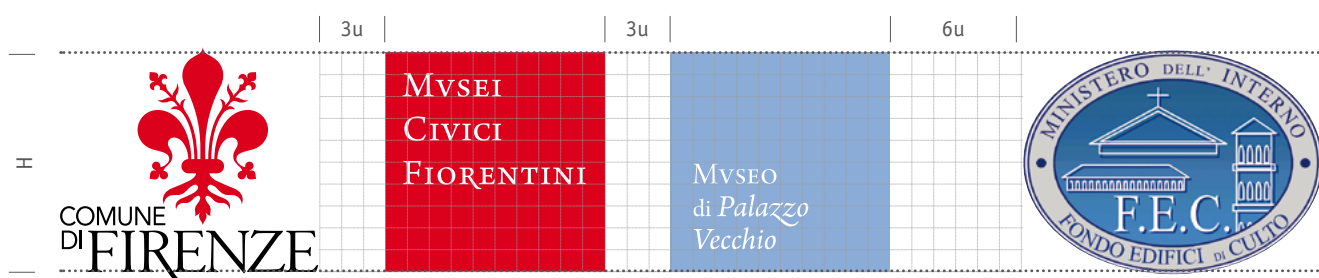 3u
3u
6u
H
COMUNE
DI FIRENZE
MVSEI
CIVICI
FIORENTINI
MVSEO
di Palazzo
Vecchio
MINISTERO DELL' INTERNO
F.E.C.
FONDO EDIFICI DI CULTO